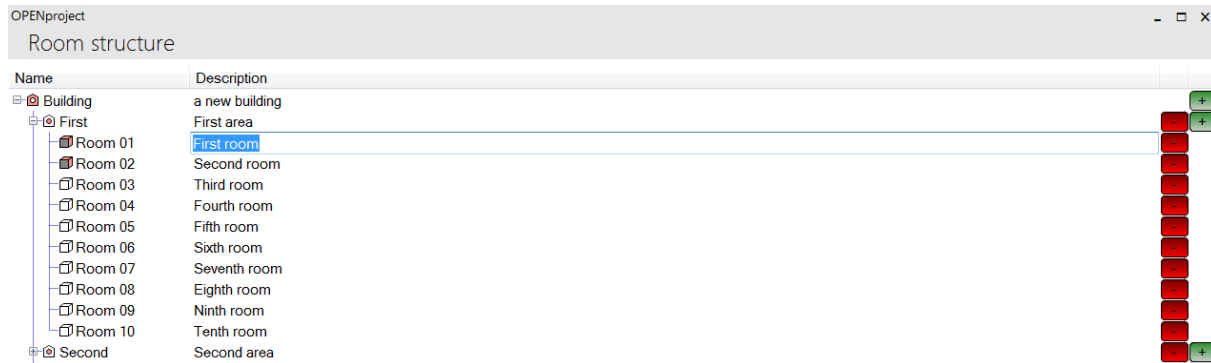 OPENproject
Room structure
Name Description
Building a new building +
First First area - +
Room 01 First room -
Room 02 Second room -
Room 03 Third room -
Room 04 Fourth room -
Room 05 Fifth room -
Room 06 Sixth room -
Room 07 Seventh room -
Room 08 Eighth room -
Room 09 Ninth room -
Room 10 Tenth room -
Second Second area - +